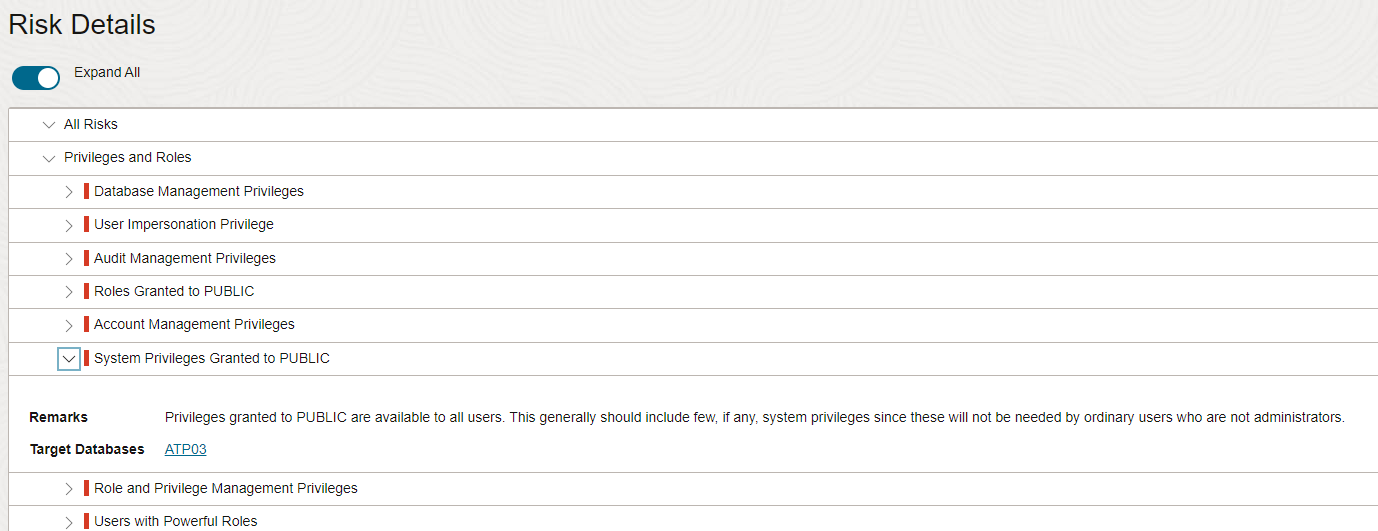 Risk Details
Expand All
All Risks
Privileges and Roles
Database Management Privileges
User Impersonation Privilege
Audit Management Privileges
Roles Granted to PUBLIC
Account Management Privileges
System Privileges Granted to PUBLIC
Remarks Privileges granted to PUBLIC are available to all users. This generally should include few, if any, system privileges since these will not be needed by ordinary users who are not administrators.
Target Databases ATP03
Role and Privilege Management Privileges
Users with Powerful Roles